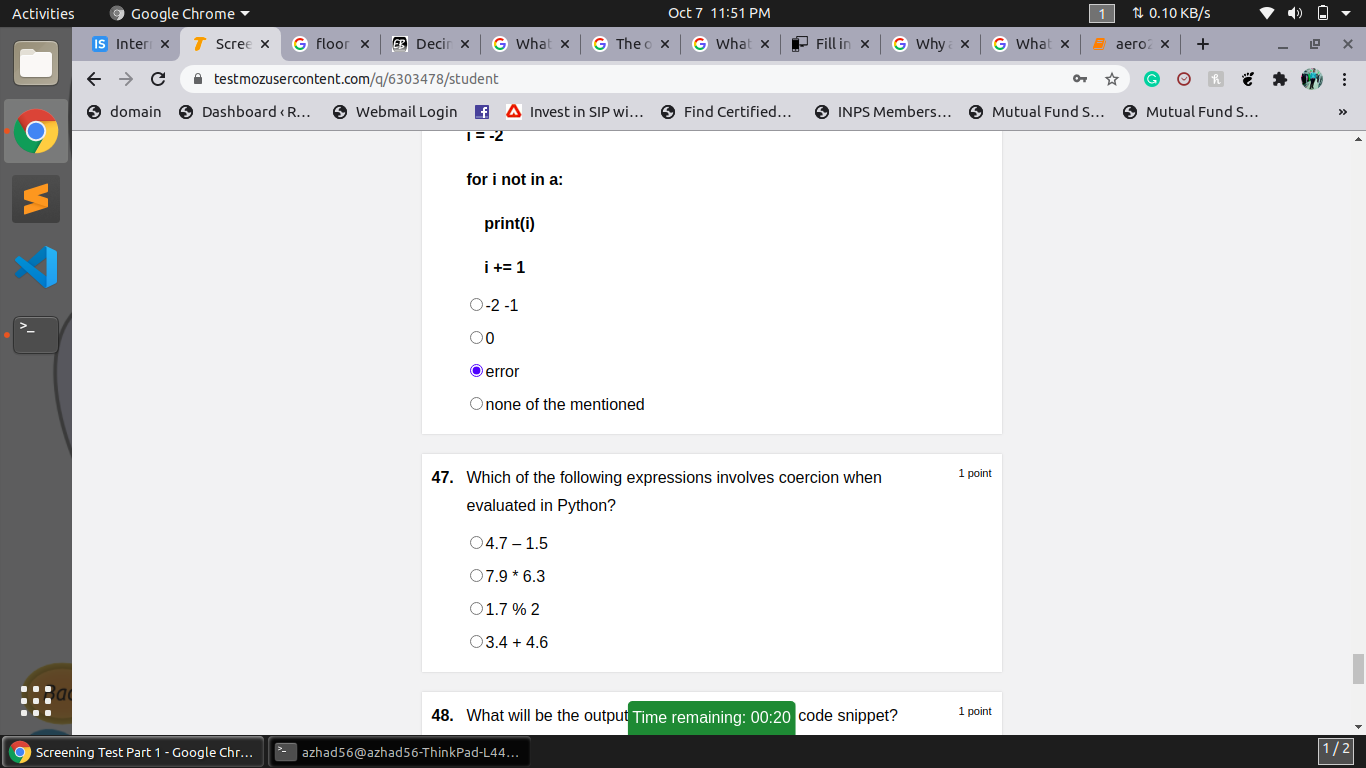 Activities
Google Chrome
Oct 7 11:51 PM
1
0.10 KB/s
IS Inter
Scree
floor
Decir
What
The o
What
Fill in
Why
What
aero2
testmozusercontent.com/q/6303478/student
domain
Dashboard ‹ R...
Webmail Login
Invest in SIP wi...
Find Certified...
INPS Members...
Mutual Fund S...
Mutual Fund S...
»
i = -2
for i not in a:
print(i)
i += 1
-2 -1
0
error
none of the mentioned
47. Which of the following expressions involves coercion when
1 point
evaluated in Python?
4.7 – 1.5
7.9 * 6.3
1.7 % 2
3.4 + 4.6
48. What will be the output
code snippet?
1 point
Time remaining: 00:20
Screening Test Part 1 - Google Chr...
azhad56@azhad56-ThinkPad-L44...
1 / 2